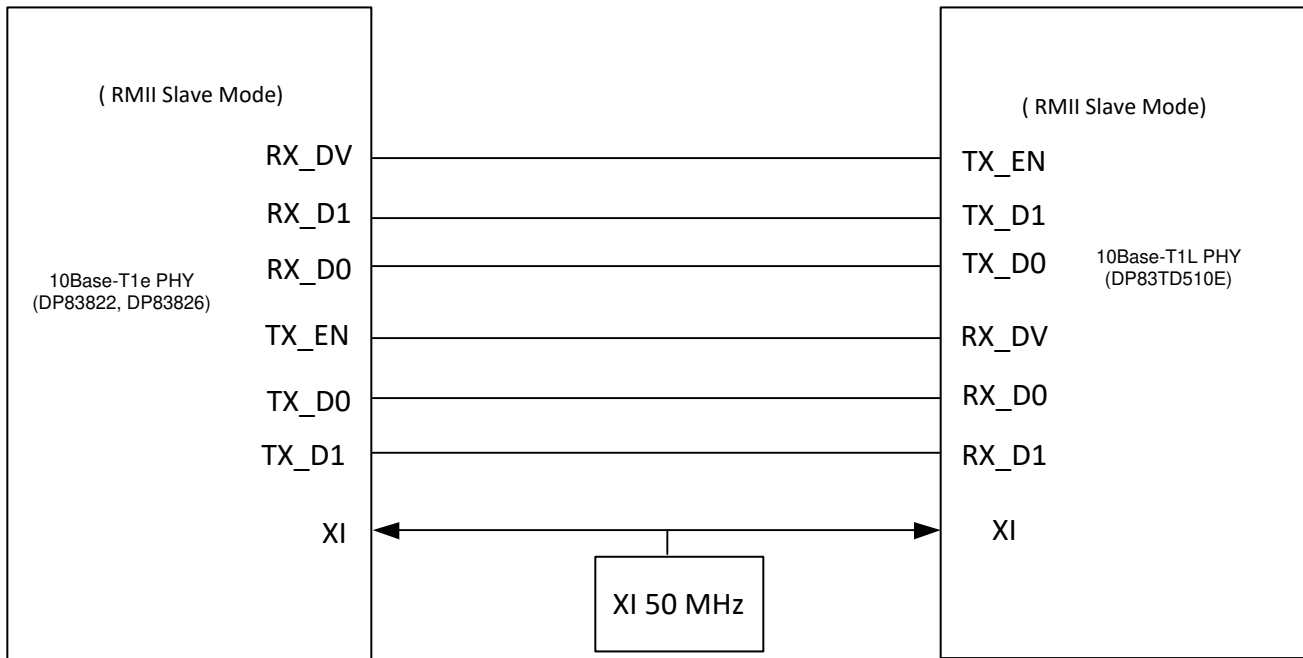 ( RMII Slave Mode)
RX_DV
RX_D1
RX_D0
10Base-T1e PHY
(DP83822, DP83826)
TX_EN
TX_D0
TX_D1
XI
XI 50 MHz
( RMII Slave Mode)
TX_EN
TX_D1
TX_D0
10Base-T1L PHY
(DP83TD510E)
RX_DV
RX_D0
RX_D1
XI